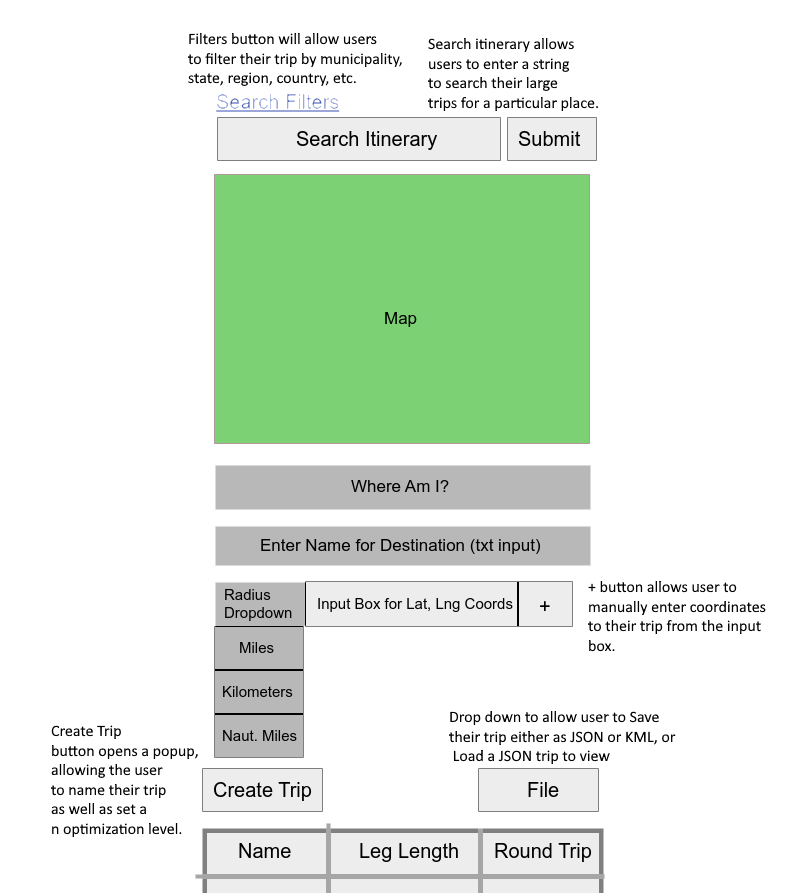 Filters button will allow users
to filter their trip by municipality,
state, region, country, etc.
Search itinerary allows
users to enter a string
to search their large
trips for a particular place.
Search Filters
Search Itinerary
Submit
Map
Where Am I?
Enter Name for Destination (txt input)
Radius
Dropdown
Input Box for Lat, Lng Coords
+
+ button allows user to
manually enter coordinates
to their trip from the input
box.
Miles
Kilometers
Naut. Miles
Create Trip
button opens a popup,
allowing the user
to name their trip
as well as set a
n optimization level.
Drop down to allow user to Save
their trip either as JSON or KML, or
Load a JSON trip to view
Create Trip
File
Name
Leg Length
Round Trip